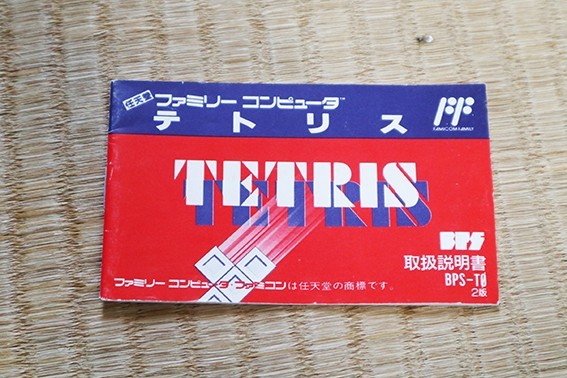 任天堂 ファミリー コンピュータ™
テトリス
FAMICOM FAMILY
TETRIS
BPS
取扱説明書
BPS-T0
2版
ファミリー コンピュータ・ファミコンは任天堂の商標です。